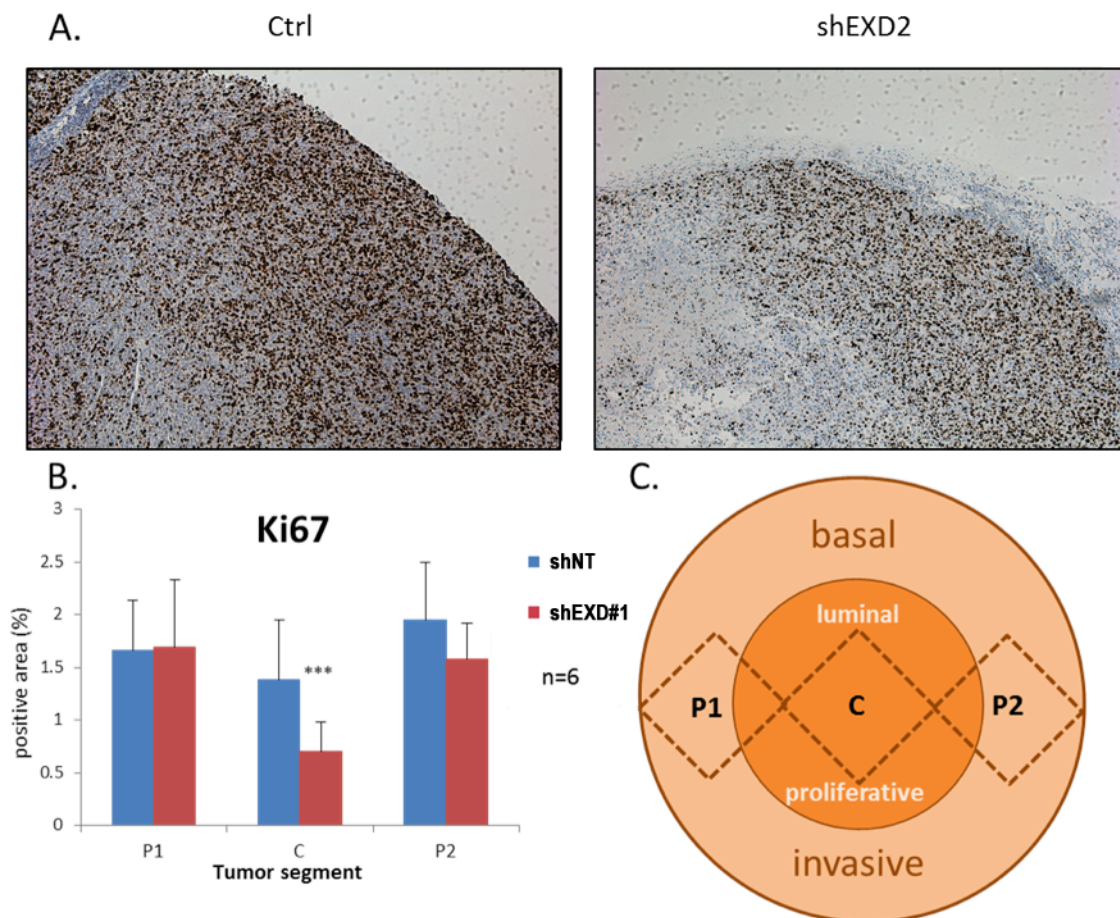 A.
Ctrl
shEXD2
B.
Ki67
3
2.5
2
1.5
1
0.5
0
positive area (%)
***
P1
C
P2
Tumor segment
shNT
shEXD#1
n=6
C.
basal
luminal
P1
C
P2
proliferative
invasive